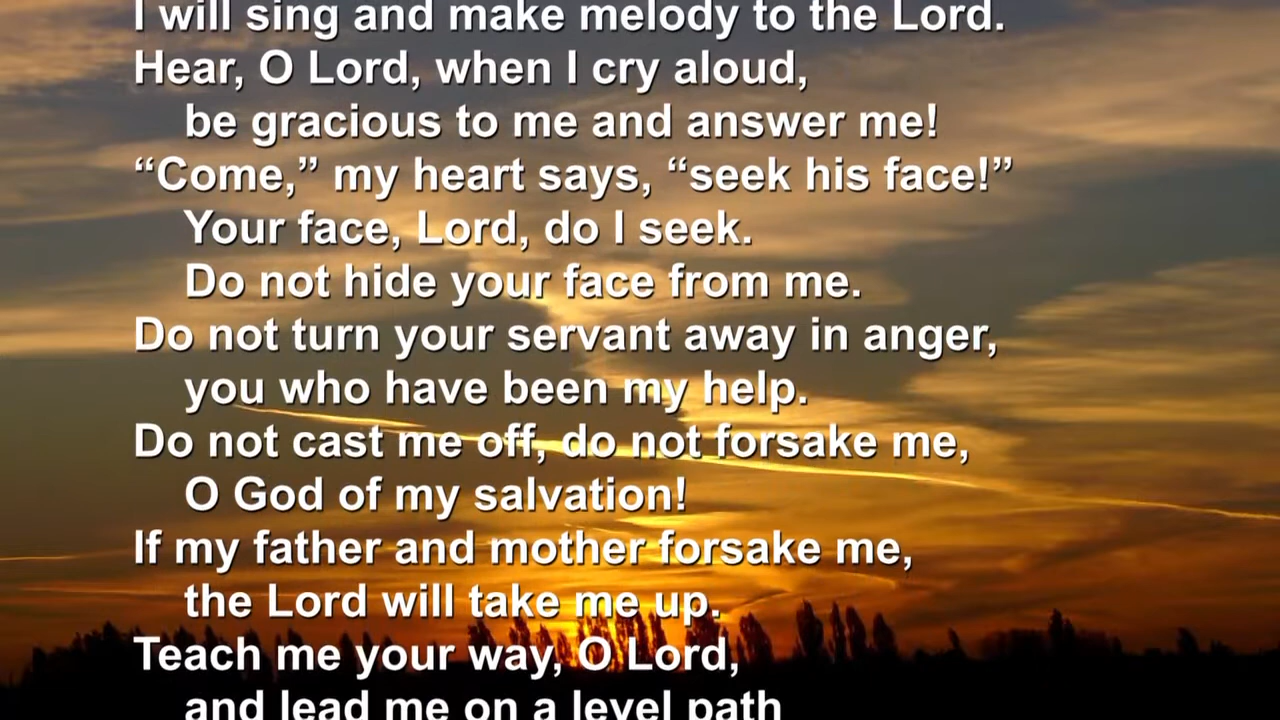 I will sing and make melody to the Lord.
Hear, O Lord, when I cry aloud,
be gracious to me and answer me!
“Come,” my heart says, “seek his face!”
Your face, Lord, do I seek.
Do not hide your face from me.
Do not turn your servant away in anger,
you who have been my help.
Do not cast me off, do not forsake me,
O God of my salvation!
If my father and mother forsake me,
the Lord will take me up.
Teach me your way, O Lord,
and lead me on a level path